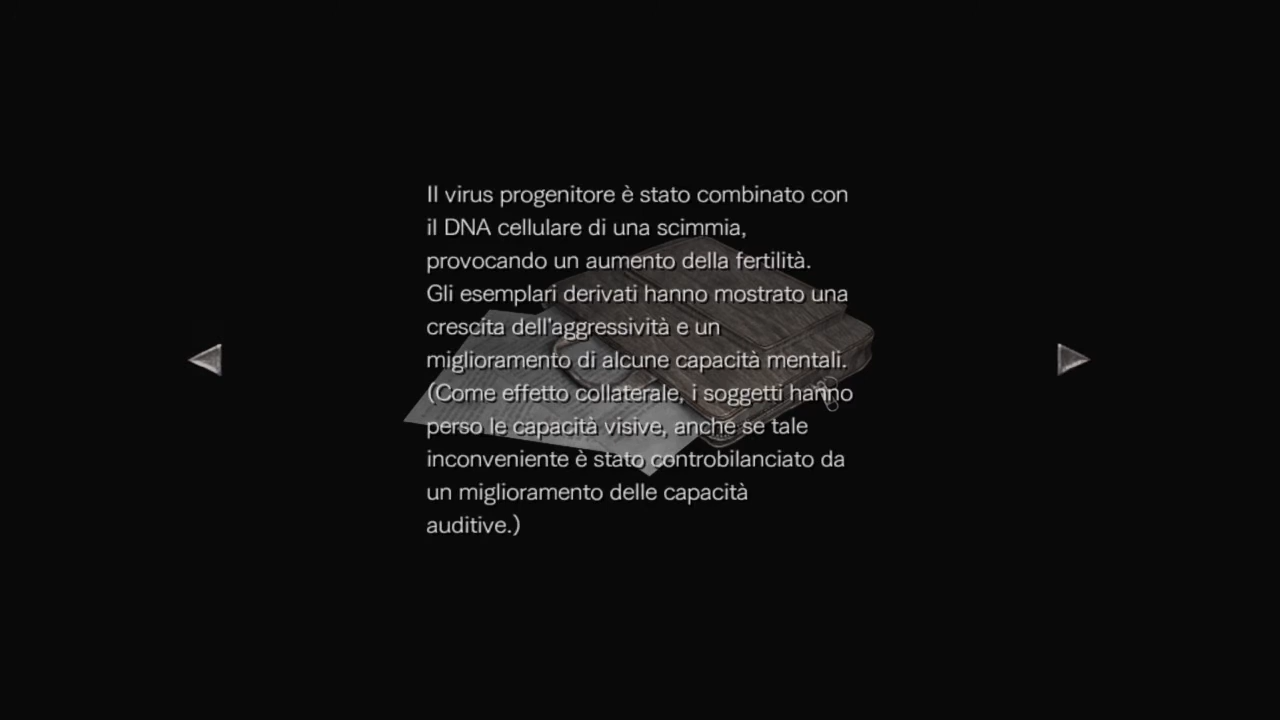 Il virus progenitore è stato combinato con
il DNA cellulare di una scimmia,
provocando un aumento della fertilità.
Gli esemplari derivati hanno mostrato una
crescita dell'aggressività e un
miglioramento di alcune capacità mentali.
(Come effetto collaterale, i soggetti hanno
perso le capacità visive, anche se tale
inconveniente è stato controbilanciato da
un miglioramento delle capacità
auditive.)